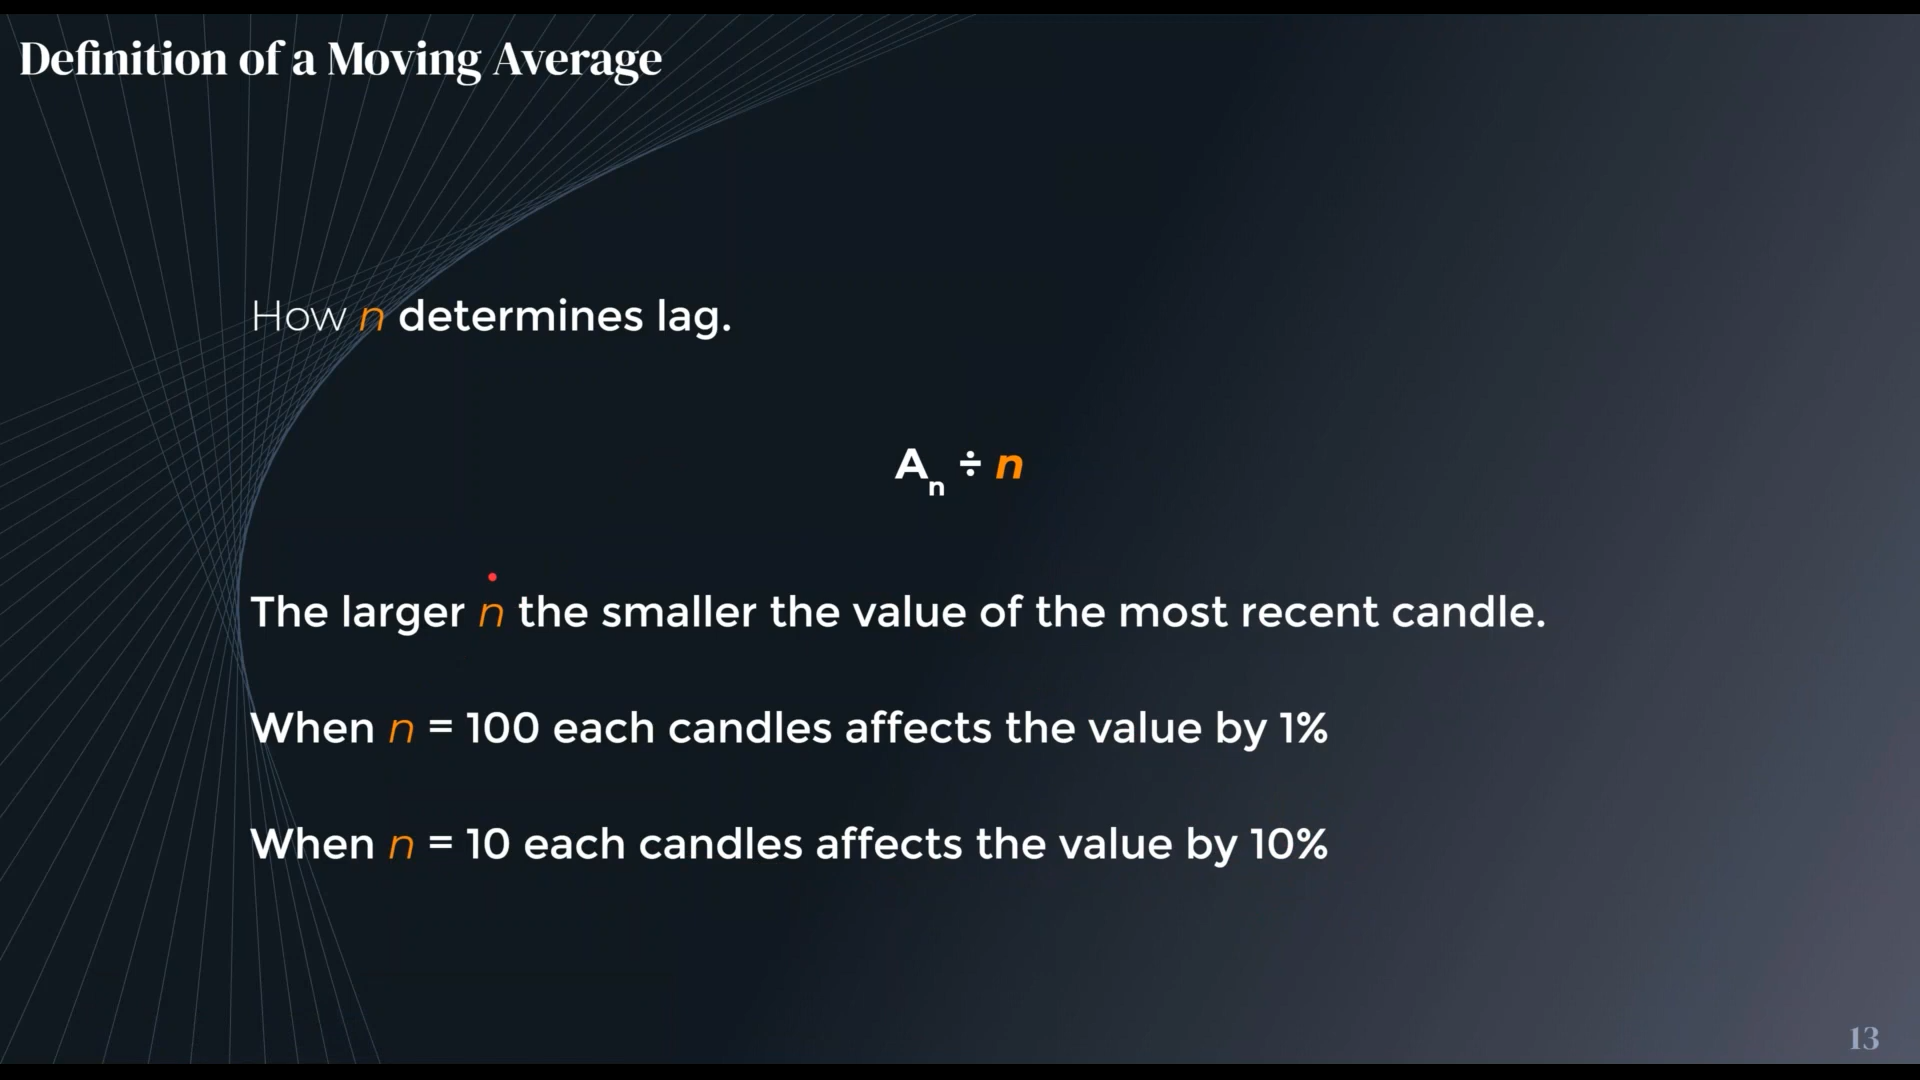 Definition of a Moving Average
How n determines lag.
Aₙ ÷ n
The larger n the smaller the value of the most recent candle.
When n = 100 each candles affects the value by 1%
When n = 10 each candles affects the value by 10%
13